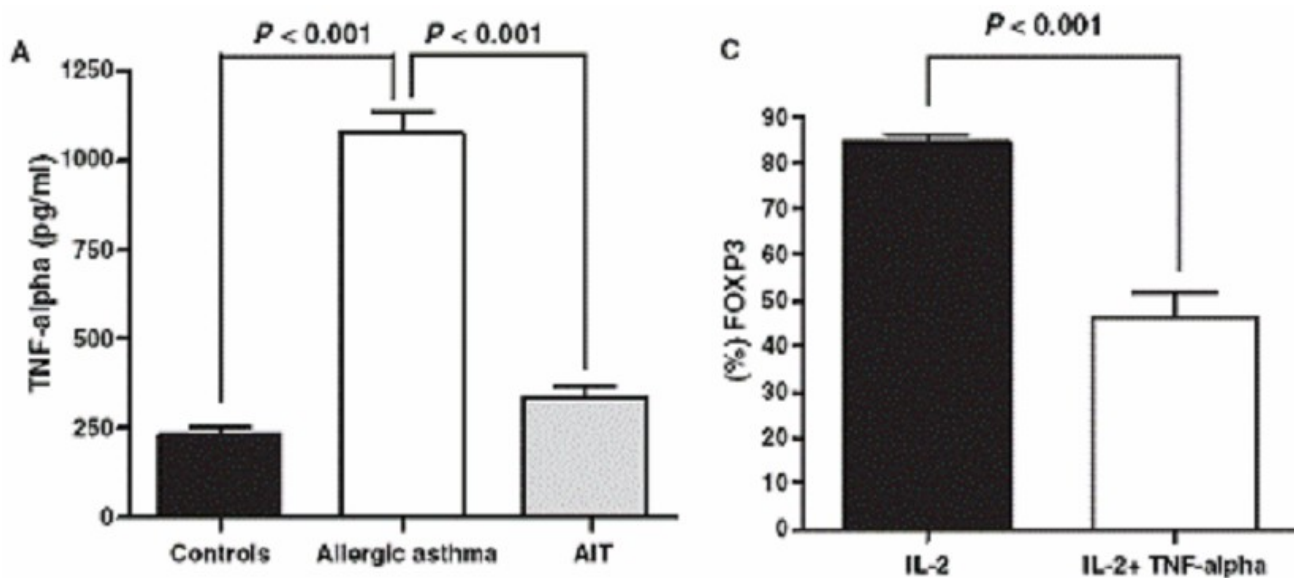 A
P < 0.001 P < 0.001
TNF-alpha (pg/ml)
1250
1000
750
500
250
0
Controls Allergic asthma AIT
C
P < 0.001
(%) FOXP3
90
80
70
60
50
40
30
20
10
0
IL-2 IL-2+ TNF-alpha